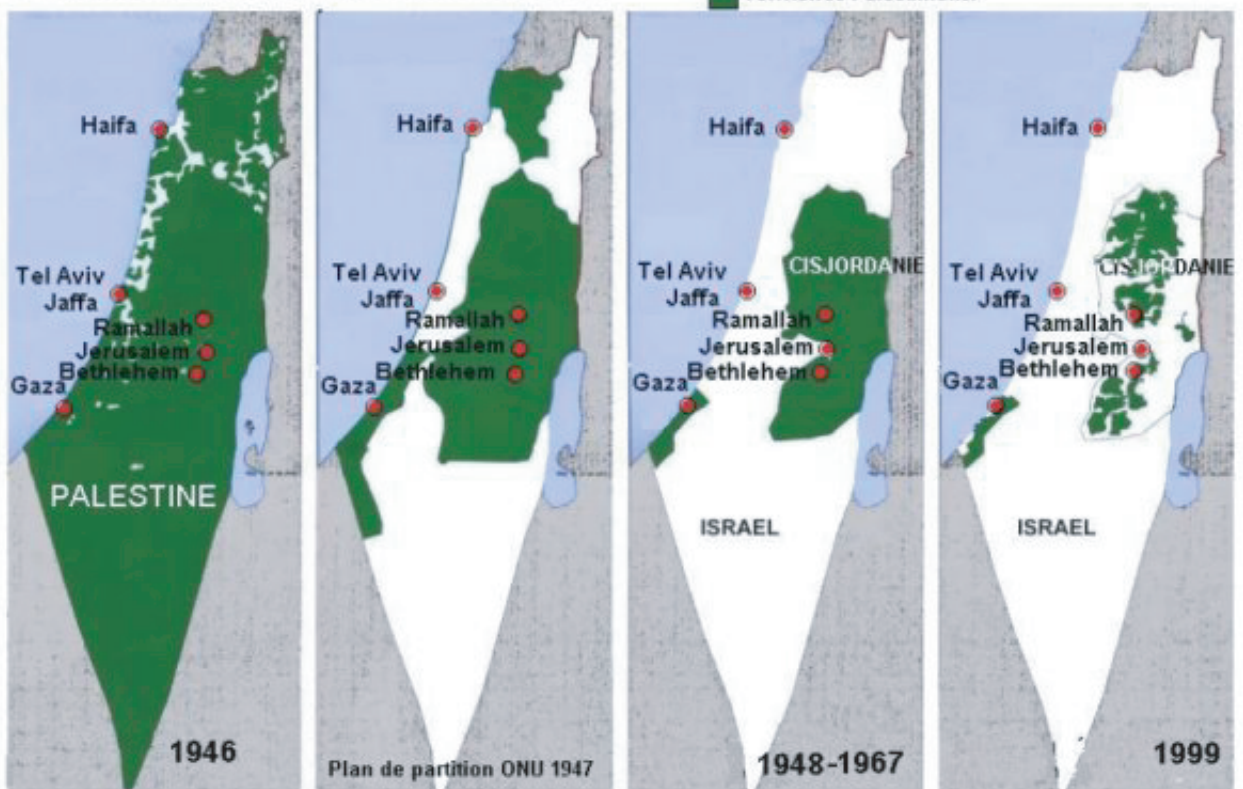 Haifa
Tel Aviv
Jaffa
Ramallah
Jerusalem
Bethlehem
Gaza
PALESTINE
1946
Haifa
Tel Aviv
Jaffa
Ramallah
Jerusalem
Bethlehem
Gaza
Plan de partition ONU 1947
Haifa
CISJORDANIE
Tel Aviv
Jaffa
Ramallah
Jerusalem
Bethlehem
Gaza
ISRAEL
1948-1967
Haifa
CISJORDANIE
Tel Aviv
Jaffa
Ramallah
Jerusalem
Bethlehem
Gaza
ISRAEL
1999